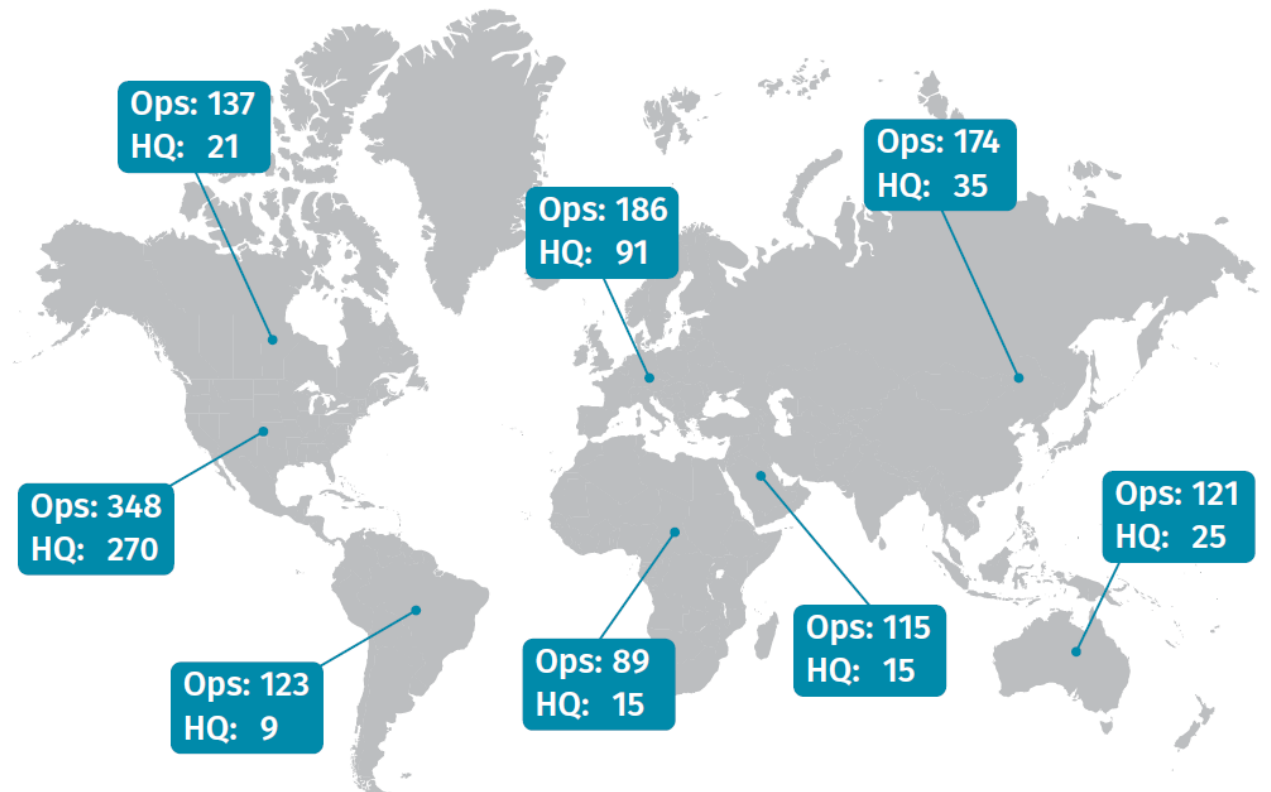 Ops: 137
HQ: 21
Ops: 174
HQ: 35
Ops: 186
HQ: 91
Ops: 348
HQ: 270
Ops: 121
HQ: 25
Ops: 115
HQ: 15
Ops: 89
HQ: 15
Ops: 123
HQ: 9